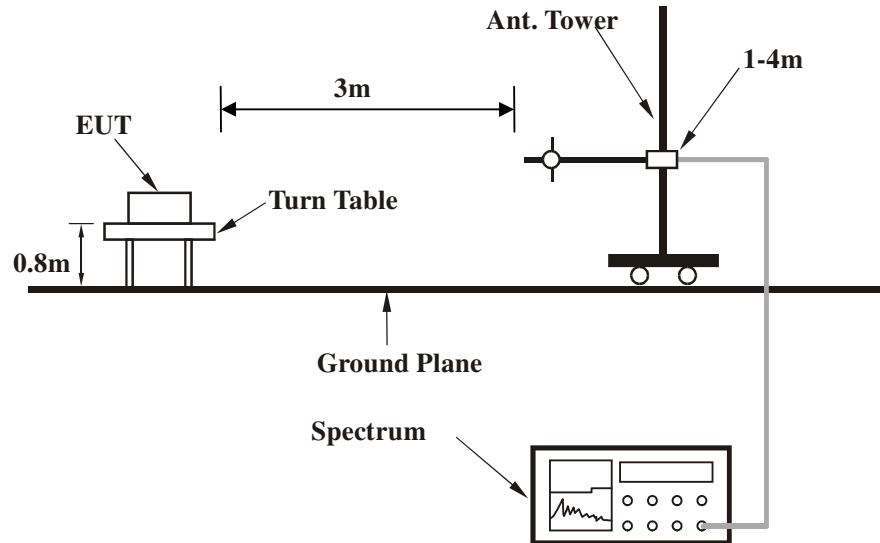 Ant. Tower
1-4m
3m
EUT
Turn Table
0.8m
Ground Plane
Spectrum